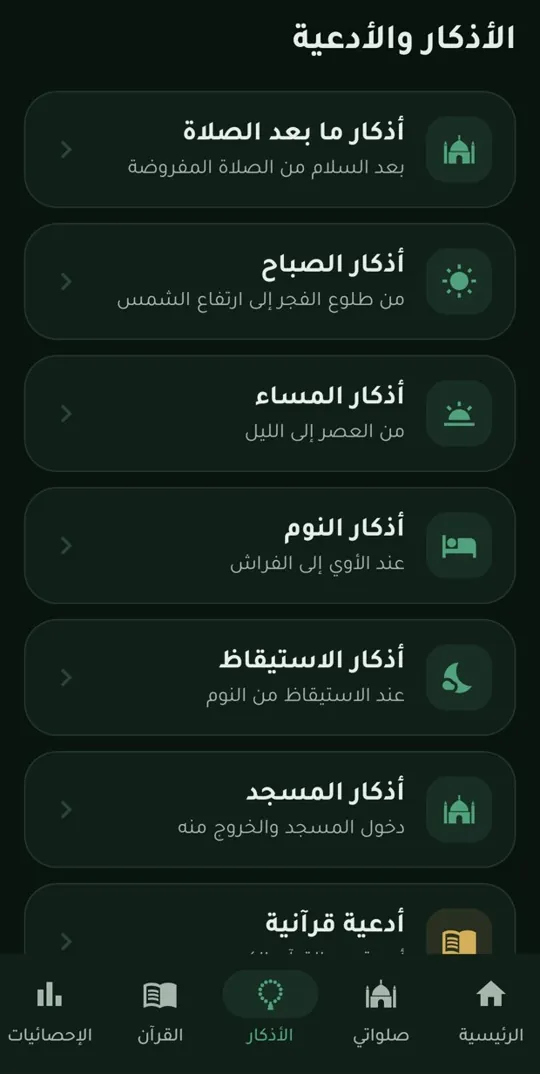 الأذكار والأدعية
أذكار ما بعد الصلاة
بعد السلام من الصلاة المفروضة
أذكار الصباح
من طلوع الفجر إلى ارتفاع الشمس
أذكار المساء
من العصر إلى الليل
أذكار النوم
عند الأوي إلى الفراش
أذكار الاستيقاظ
عند الاستيقاظ من النوم
أذكار المسجد
دخول المسجد والخروج منه
أدعية قرآنية
الرئيسية
صلواتي
الأذكار
القرآن
الإحصائيات